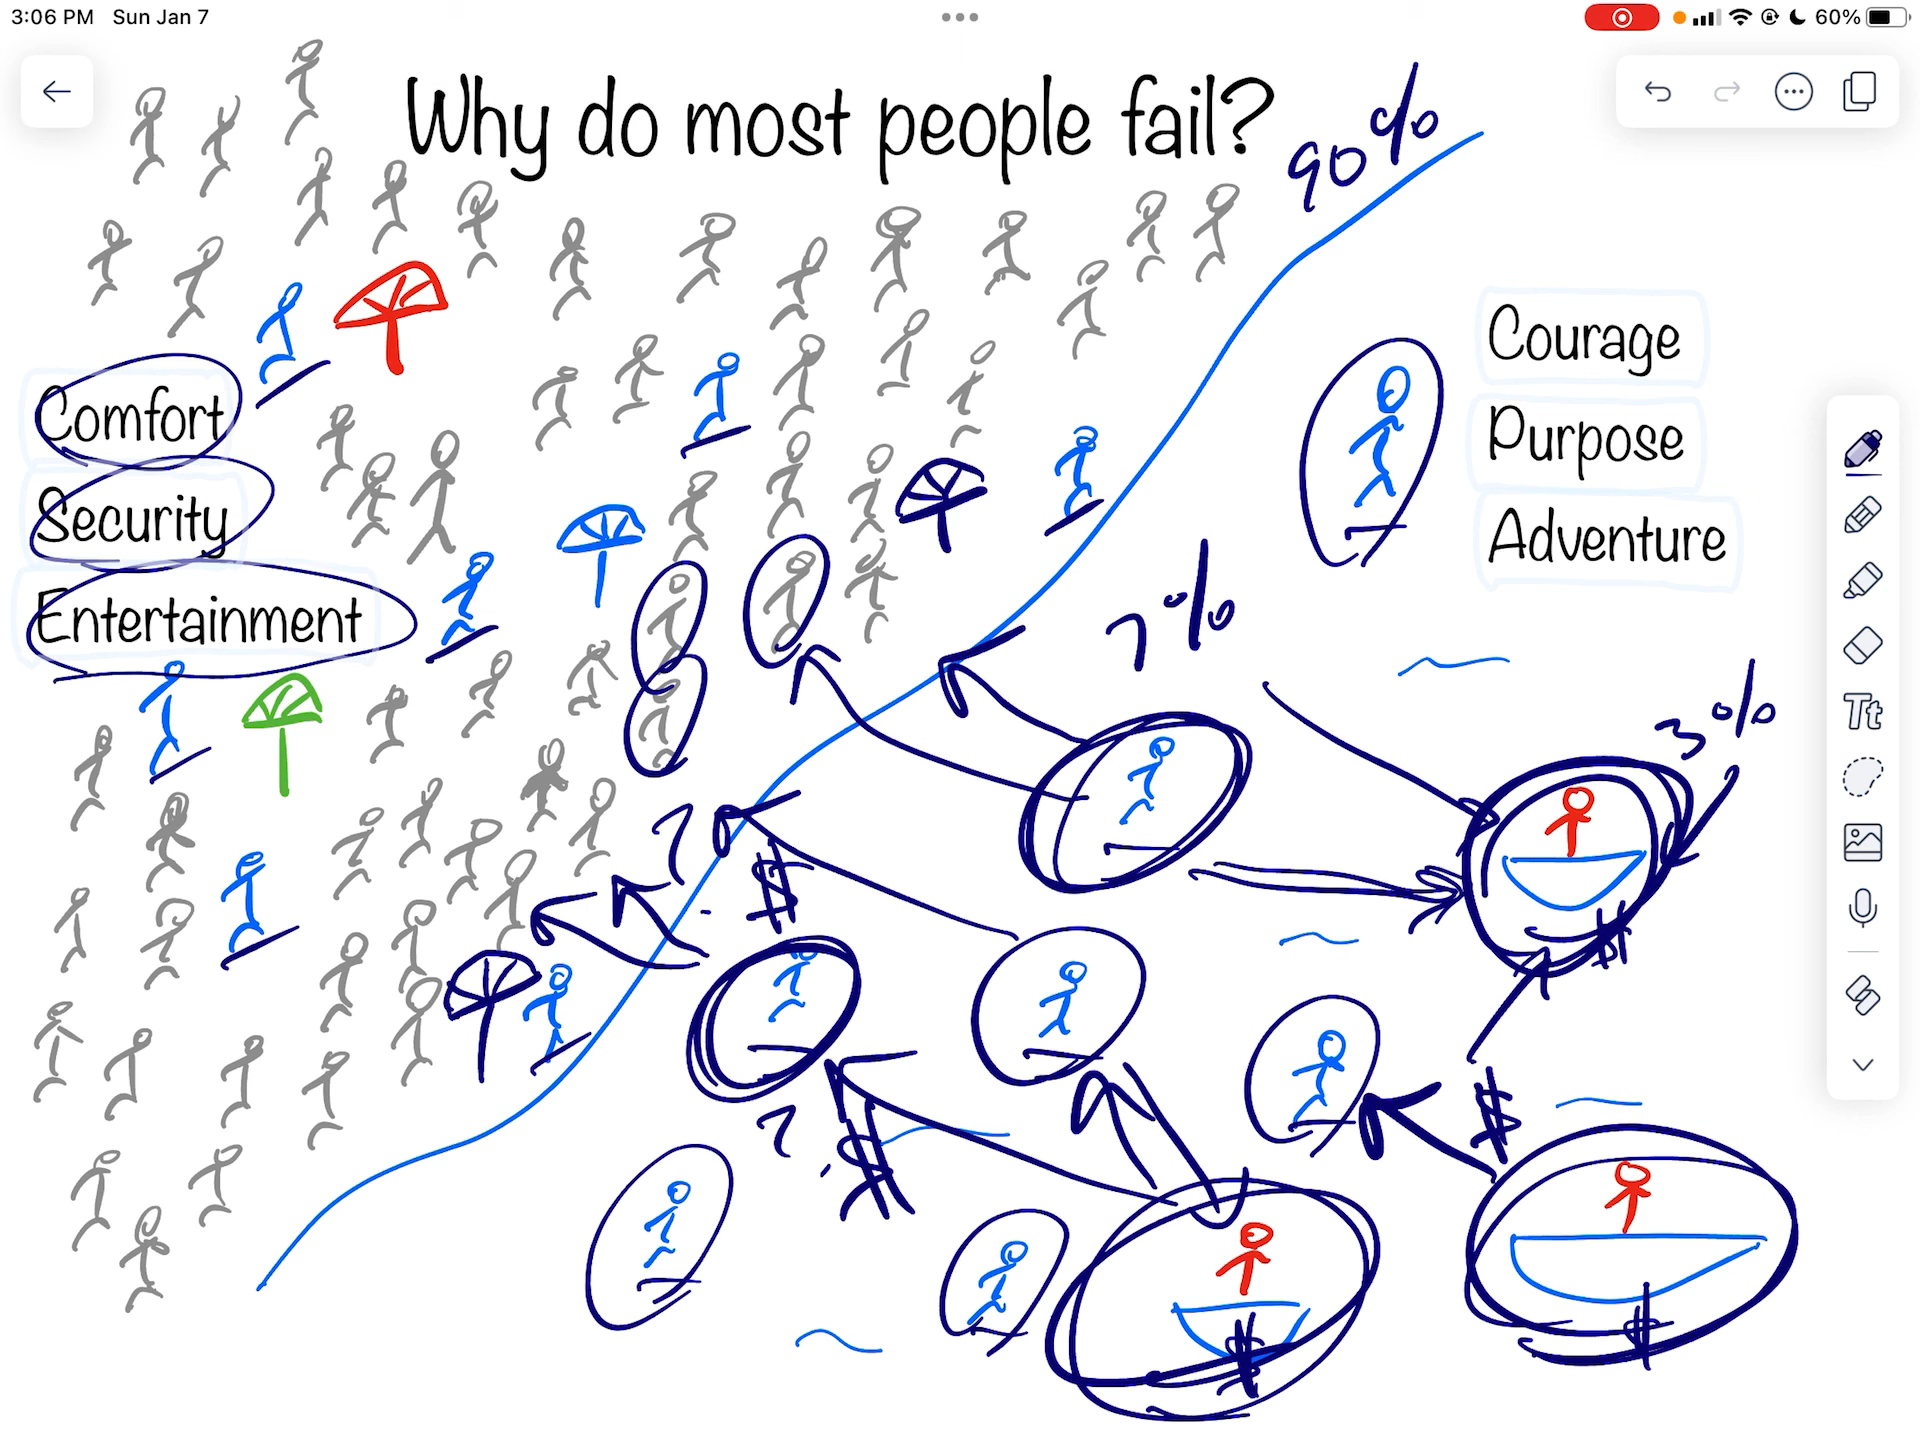 3:06 PM Sun Jan 7
60%
Why do most people fail?
90%
Courage
Purpose
Adventure
Comfort
Security
Entertainment
7%
3%
?
$
$
?
$
$
$
$
Tt